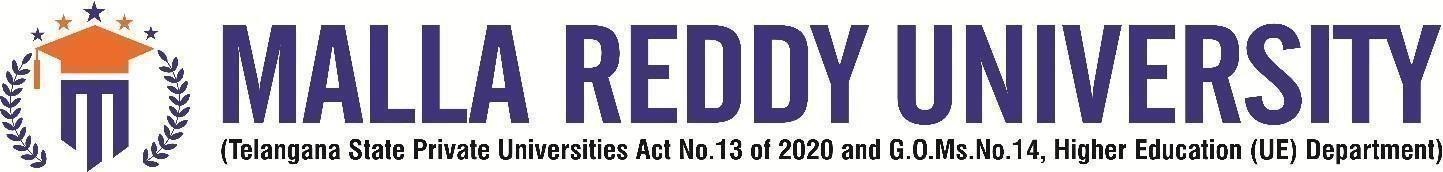 MALLA REDDY UNIVERSITY
(Telangana State Private Universities Act No.13 of 2020 and G.O.Ms.No.14, Higher Education (UE) Department)